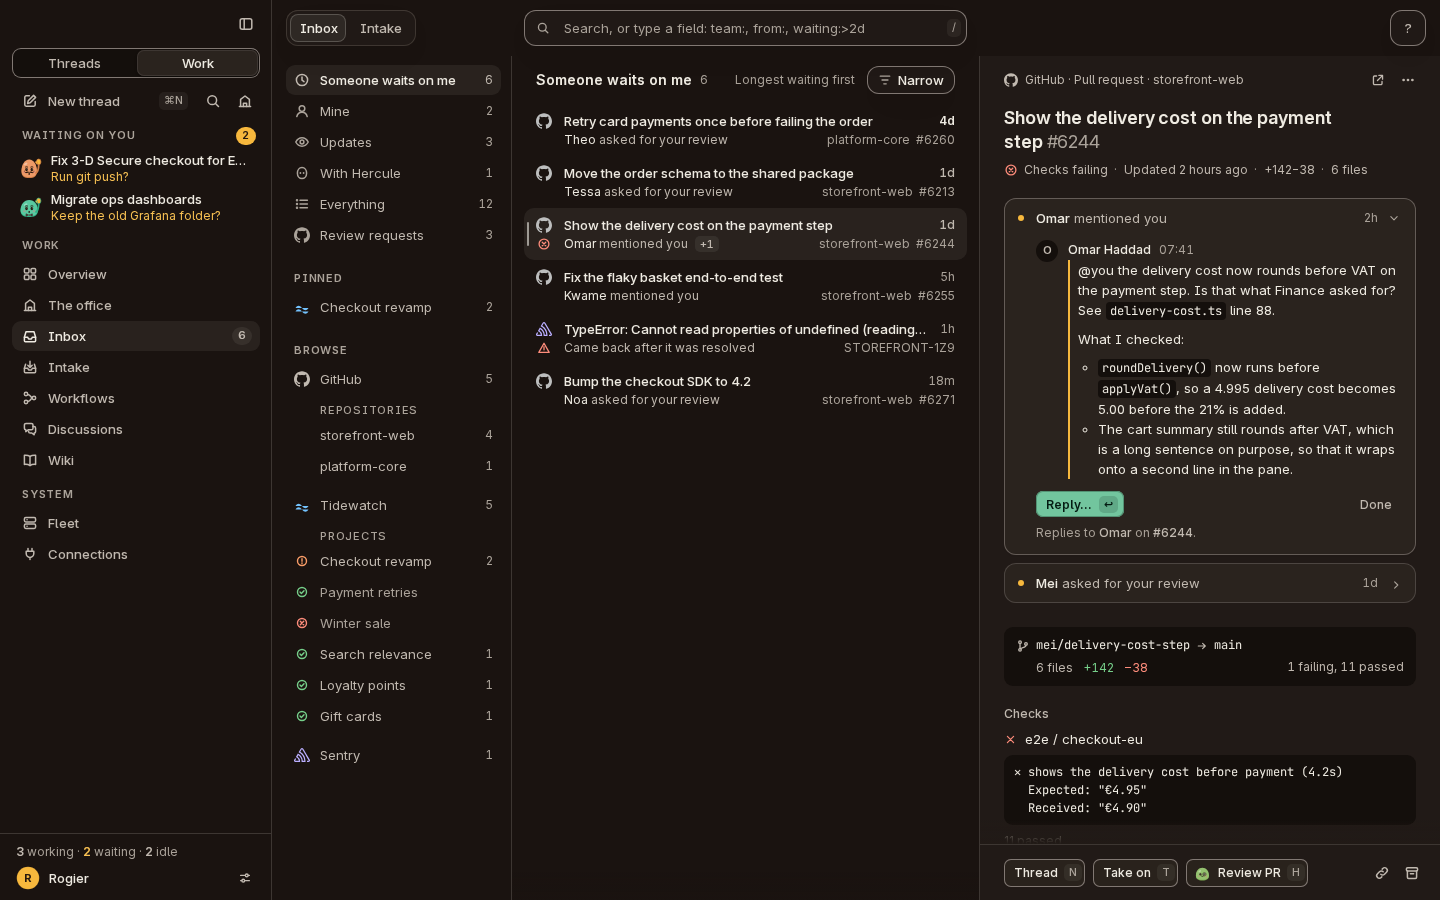 Threads
Work
New thread
⌘N
WAITING ON YOU
2
Fix 3-D Secure checkout for E…
Run git push?
Migrate ops dashboards
Keep the old Grafana folder?
WORK
Overview
The office
Inbox
6
Intake
Workflows
Discussions
Wiki
SYSTEM
Fleet
Connections
3 working · 2 waiting · 2 idle
R
Rogier
Inbox
Intake
Someone waits on me 6
Mine 2
Updates 3
With Hercule 1
Everything 12
Review requests 3
PINNED
Checkout revamp 2
BROWSE
GitHub 5
REPOSITORIES
storefront-web 4
platform-core 1
Tidewatch 5
PROJECTS
Checkout revamp 2
Payment retries
Winter sale
Search relevance 1
Loyalty points 1
Gift cards 1
Sentry 1
Search, or type a field: team:, from:, waiting:>2d
/
?
Someone waits on me 6
Longest waiting first
Narrow
Retry card payments once before failing the order 4d
Theo asked for your review platform-core #6260
Move the order schema to the shared package 1d
Tessa asked for your review storefront-web #6213
Show the delivery cost on the payment step 1d
Omar mentioned you +1 storefront-web #6244
Fix the flaky basket end-to-end test 5h
Kwame mentioned you storefront-web #6255
TypeError: Cannot read properties of undefined (reading… 1h
Came back after it was resolved STOREFRONT-1Z9
Bump the checkout SDK to 4.2 18m
Noa asked for your review storefront-web #6271
GitHub · Pull request · storefront-web
Show the delivery cost on the payment
step #6244
Checks failing · Updated 2 hours ago · +142−38 · 6 files
Omar mentioned you 2h
O
Omar Haddad 07:41
@you the delivery cost now rounds before VAT on
the payment step. Is that what Finance asked for?
See delivery-cost.ts line 88.
What I checked:
roundDelivery() now runs before
applyVat(), so a 4.995 delivery cost becomes
5.00 before the 21% is added.
The cart summary still rounds after VAT, which
is a long sentence on purpose, so that it wraps
onto a second line in the pane.
Reply… ↩
Done
Replies to Omar on #6244.
Mei asked for your review 1d
mei/delivery-cost-step → main
6 files +142 −38 1 failing, 11 passed
Checks
× e2e / checkout-eu
× shows the delivery cost before payment (4.2s)
Expected: "€4.95"
Received: "€4.90"
11 passed
Thread N
Take on T
Review PR H